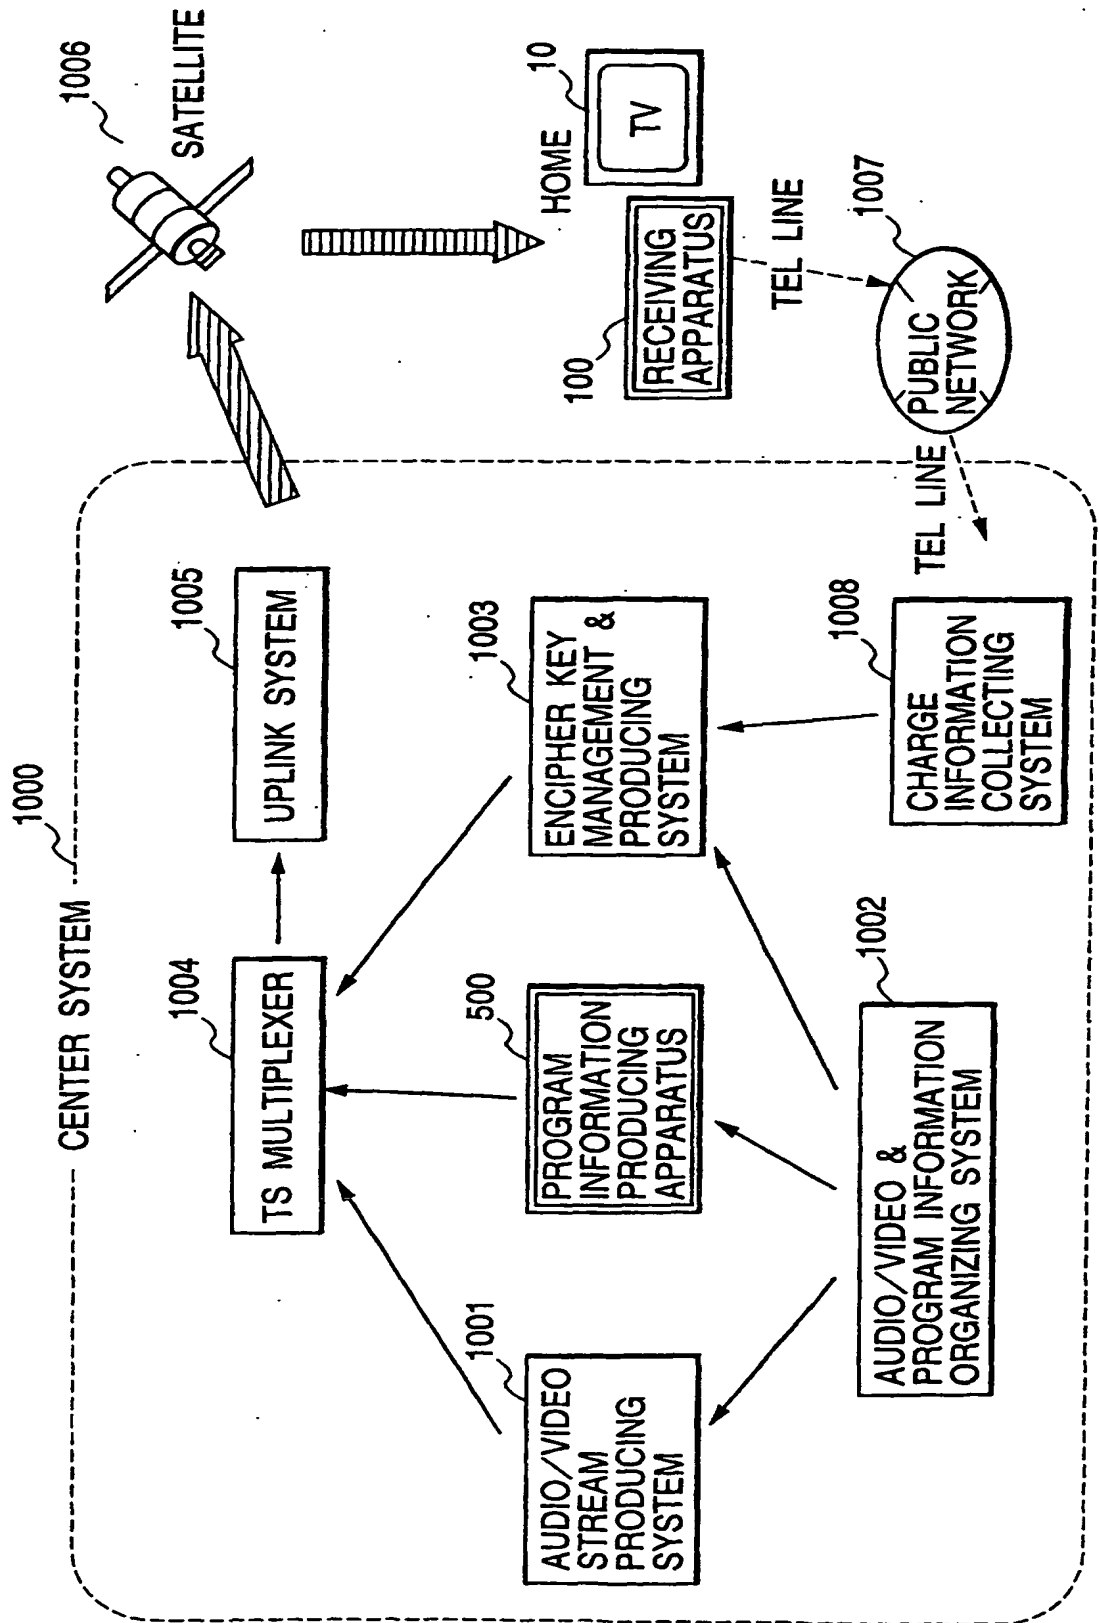 CENTER SYSTEM
1000
1004
TS MULTIPLEXER
1005
UPLINK SYSTEM
1006
SATELLITE
1001
AUDIO/VIDEO
STREAM
PRODUCING
SYSTEM
500
PROGRAM
INFORMATION
PRODUCING
APPARATUS
1003
ENCIPHER KEY
MANAGEMENT &
PRODUCING
SYSTEM
HOME
10
TV
100
RECEIVING
APPARATUS
TEL LINE
1002
AUDIO/VIDEO &
PROGRAM INFORMATION
ORGANIZING SYSTEM
1008
CHARGE
INFORMATION
COLLECTING
SYSTEM
TEL LINE
1007
PUBLIC
NETWORK